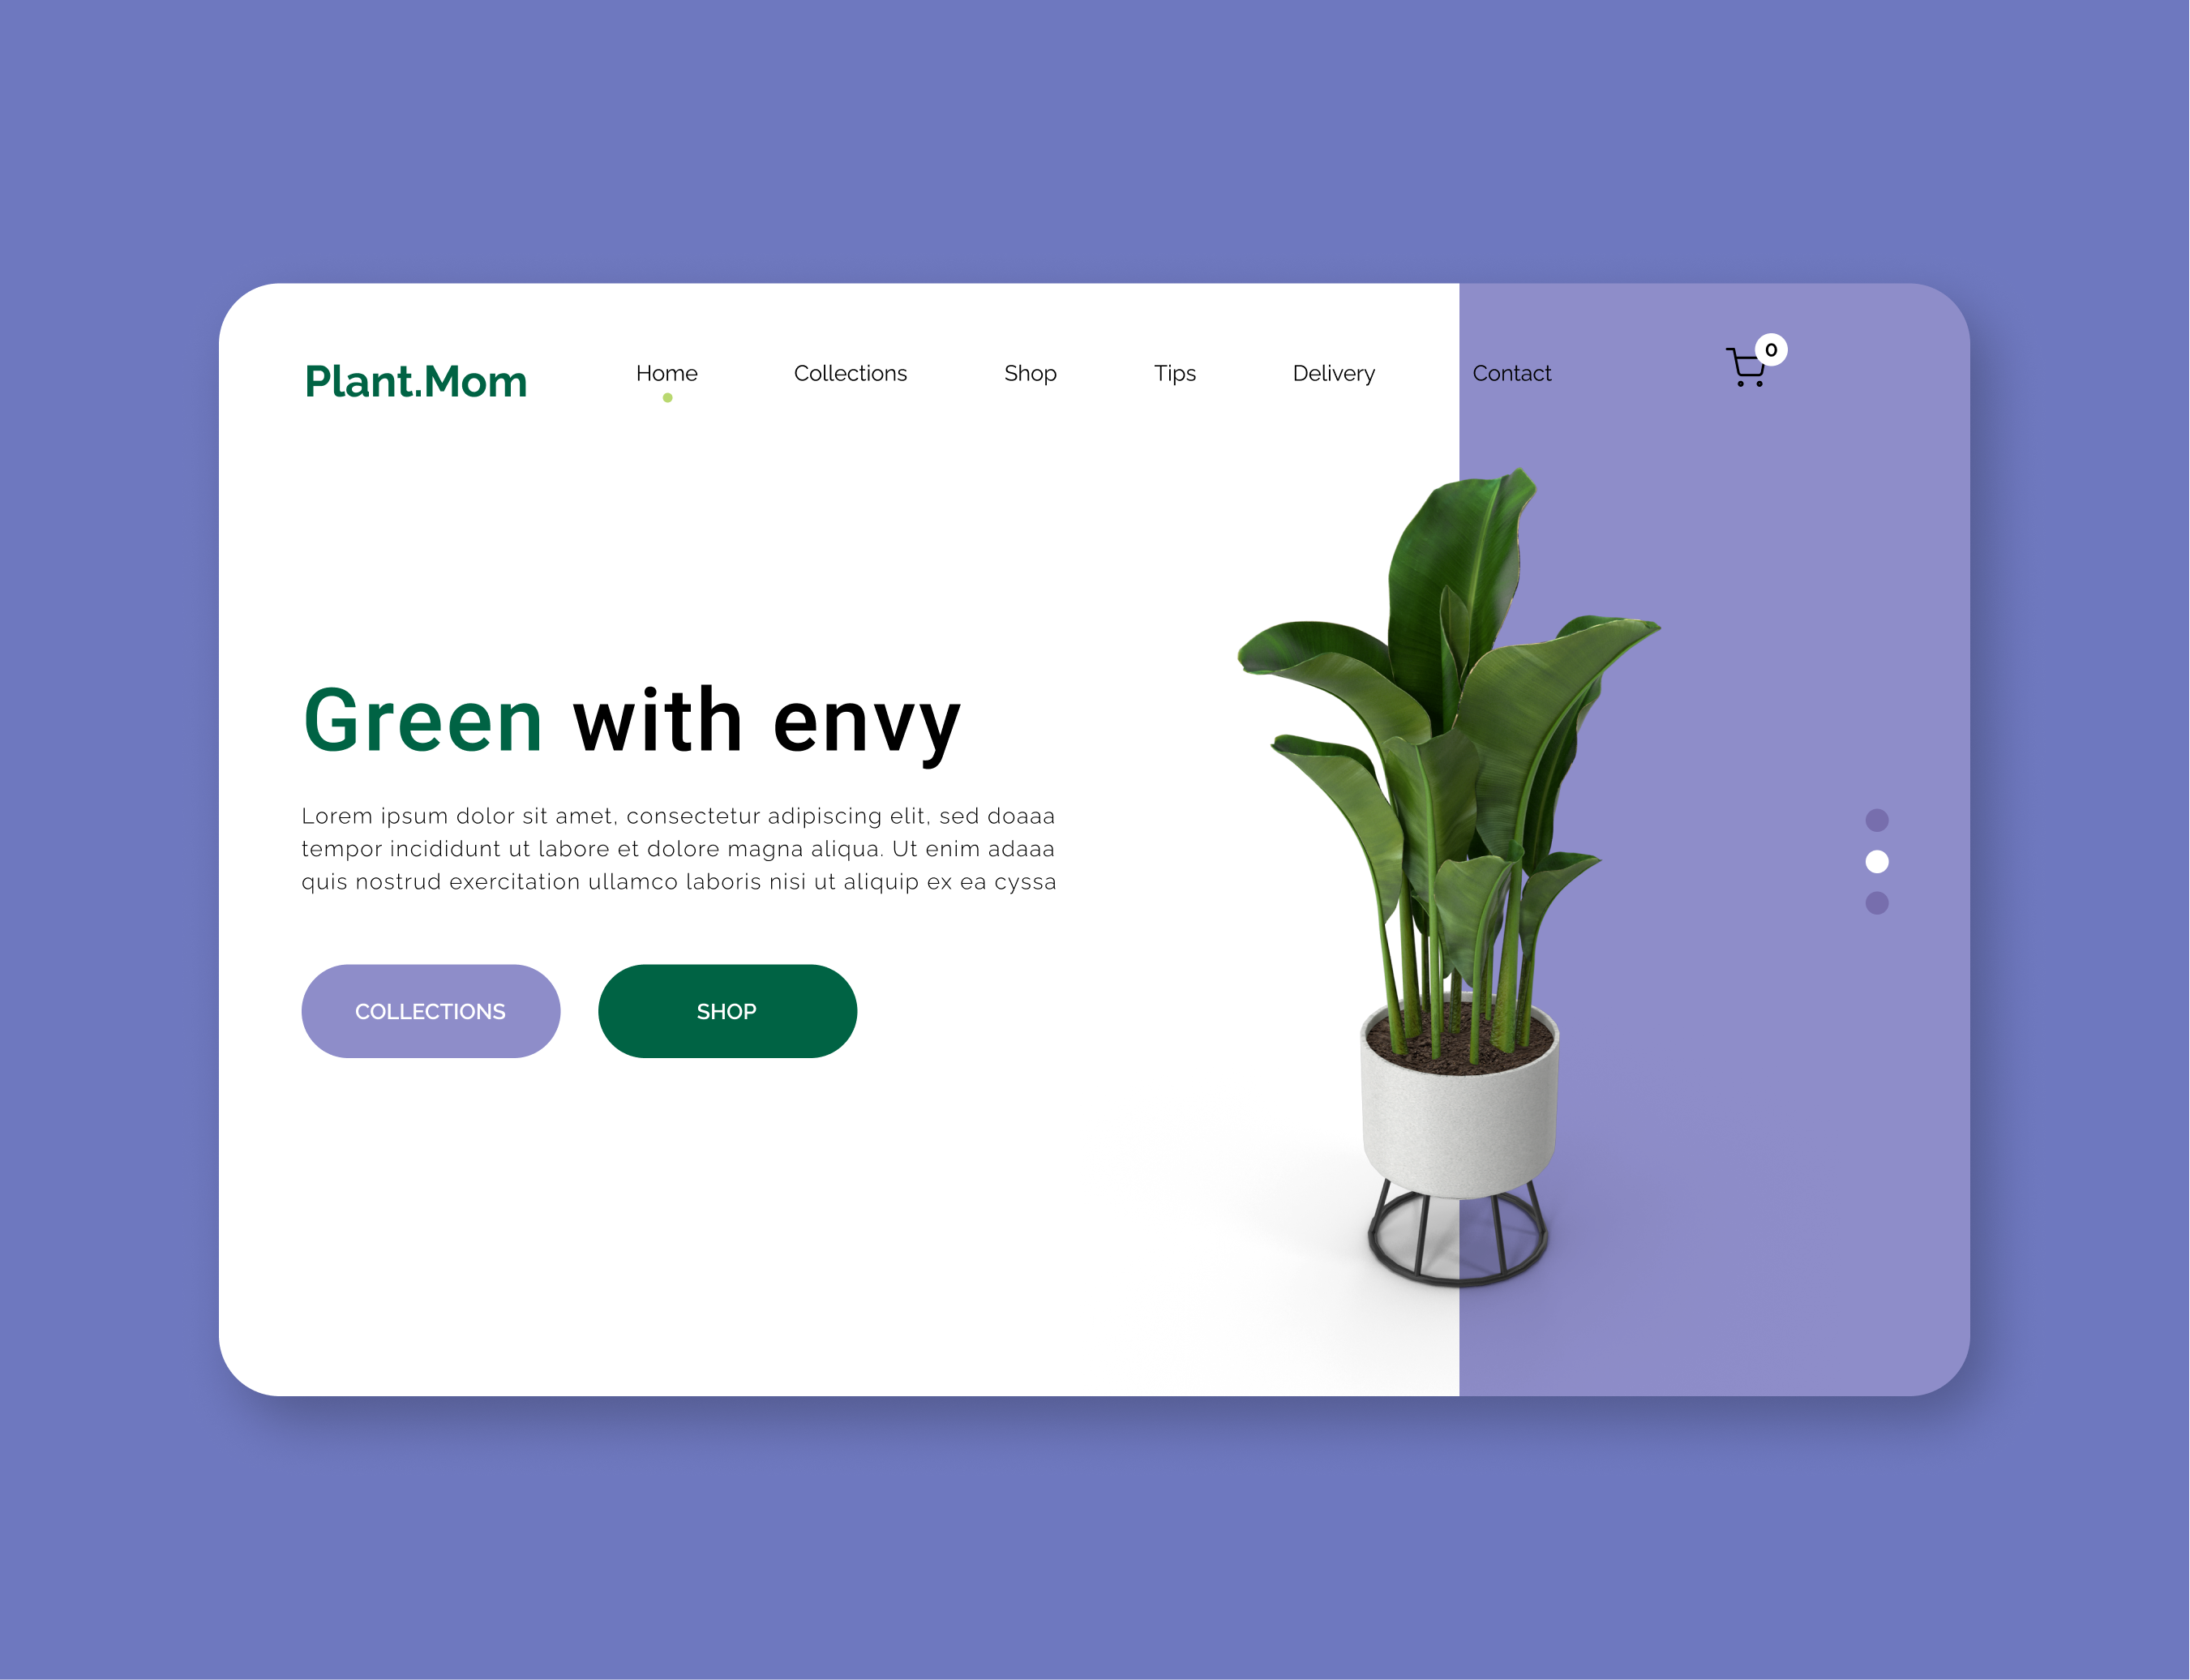 Plant.Mom
Home
Collections
Shop
Tips
Delivery
Contact
0
Green with envy
Lorem ipsum dolor sit amet, consectetur adipiscing elit, sed doaaa
tempor incididunt ut labore et dolore magna aliqua. Ut enim adaaa
quis nostrud exercitation ullamco laboris nisi ut aliquip ex ea cyssa
COLLECTIONS
SHOP